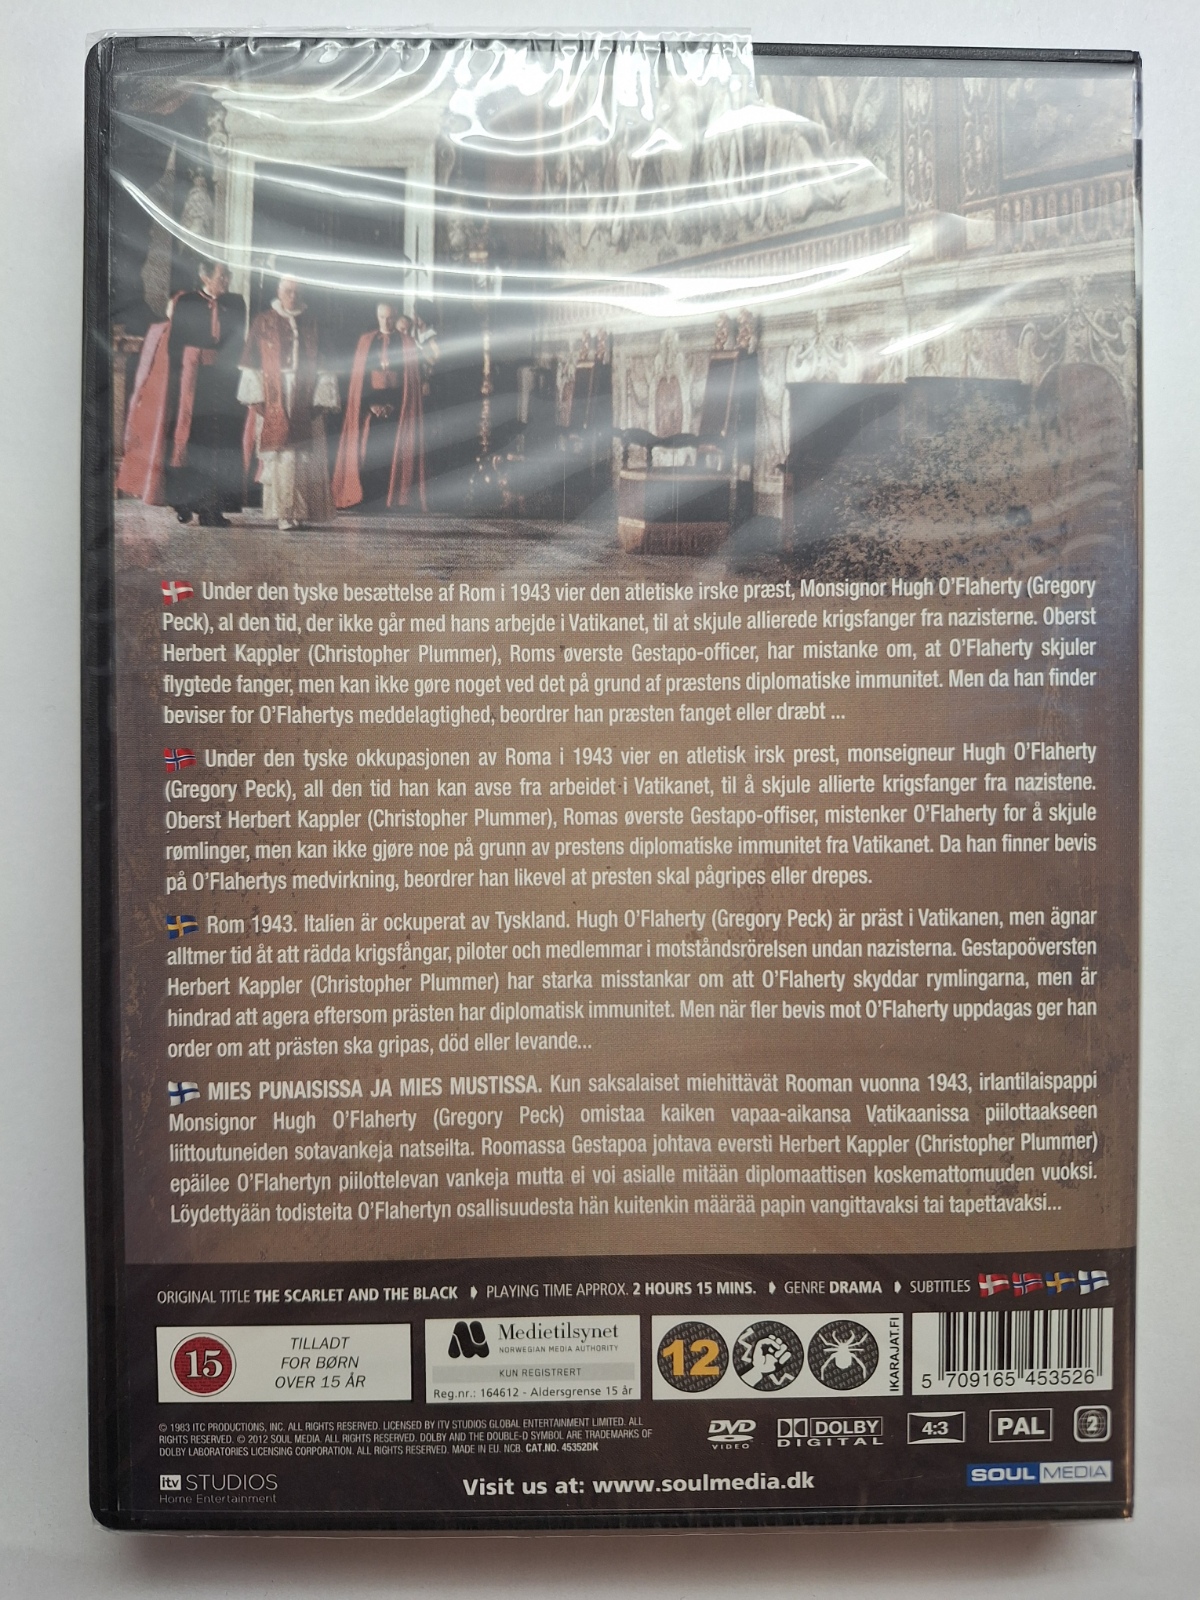 Under den tyske besættelse af Rom i 1943 vier den atletiske irske præst, Monsignor Hugh O'Flaherty (Gregory
Peck), al den tid, der ikke går med hans arbejde i Vatikanet, til at skjule allierede krigsfanger fra nazisterne. Oberst
Herbert Kappler (Christopher Plummer), Roms øverste Gestapo-officer, har mistanke om, at O'Flaherty skjuler
flygtede fanger, men kan ikke gøre noget ved det på grund af præstens diplomatiske immunitet. Men da han finder
beviser for O'Flahertys meddelagtighed, beordrer han præsten fanget eller dræbt ...
Under den tyske okkupasjonen av Roma i 1943 vier en atletisk irsk prest, monseigneur Hugh O'Flaherty
(Gregory Peck), all den tid han kan avse fra arbeidet i Vatikanet, til å skjule allierte krigsfanger fra nazistene.
Oberst Herbert Kappler (Christopher Plummer), Romas øverste Gestapo-offiser, mistenker O'Flaherty for å skjule
rømlinger, men kan ikke gjøre noe på grunn av prestens diplomatiske immunitet fra Vatikanet. Da han finner bevis
på O'Flahertys medvirkning, beordrer han likevel at presten skal pågripes eller drepes.
Rom 1943. Italien är ockuperat av Tyskland. Hugh O'Flaherty (Gregory Peck) är präst i Vatikanen, men ägnar
alltmer tid åt att rädda krigsfångar, piloter och medlemmar i motståndsrörelsen undan nazisterna. Gestapoöversten
Herbert Kappler (Christopher Plummer) har starka misstankar om att O'Flaherty skyddar rymlingarna, men är
hindrad att agera eftersom prästen har diplomatisk immunitet. Men när fler bevis mot O'Flaherty uppdagas ger han
order om att prästen ska gripas, död eller levande...
MIES PUNAISISSA JA MIES MUSTISSA. Kun saksalaiset miehittävät Rooman vuonna 1943, irlantilaispappi
Monsignor Hugh O'Flaherty (Gregory Peck) omistaa kaiken vapaa-aikansa Vatikaanissa piilottaakseen
liittoutuneiden sotavankeja natseilta. Roomassa Gestapoa johtava eversti Herbert Kappler (Christopher Plummer)
epäilee O'Flahertyn piilottelevan vankeja mutta ei voi asialle mitään diplomaattisen koskemattomuuden vuoksi.
Löydettyään todisteita O'Flahertyn osallisuudesta hän kuitenkin määrää papin vangittavaksi tai tapettavaksi...
ORIGINAL TITLE THE SCARLET AND THE BLACK PLAYING TIME APPROX. 2 HOURS 15 MINS. GENRE DRAMA SUBTITLES
15
TILLADT
FOR BØRN
OVER 15 ÅR
Medietilsynet
NORWEGIAN MEDIA AUTHORITY
KUN REGISTRERT
Reg.nr.: 164612 - Aldersgrense 15 år
12
IKARAJAT.FI
5 709165 453526
© 1983 ITC PRODUCTIONS, INC. ALL RIGHTS RESERVED. LICENSED BY ITV STUDIOS GLOBAL ENTERTAINMENT LIMITED. ALL
RIGHTS RESERVED. © 2012 SOUL MEDIA. ALL RIGHTS RESERVED. DOLBY AND THE DOUBLE-D SYMBOL ARE TRADEMARKS OF
DOLBY LABORATORIES LICENSING CORPORATION. ALL RIGHTS RESERVED. MADE IN EU. NCB. CAT.NO. 45352DK
DVD
VIDEO
DOLBY
DIGITAL
4:3
PAL
2
itv STUDIOS
Home Entertainment
Visit us at: www.soulmedia.dk
SOUL MEDIA